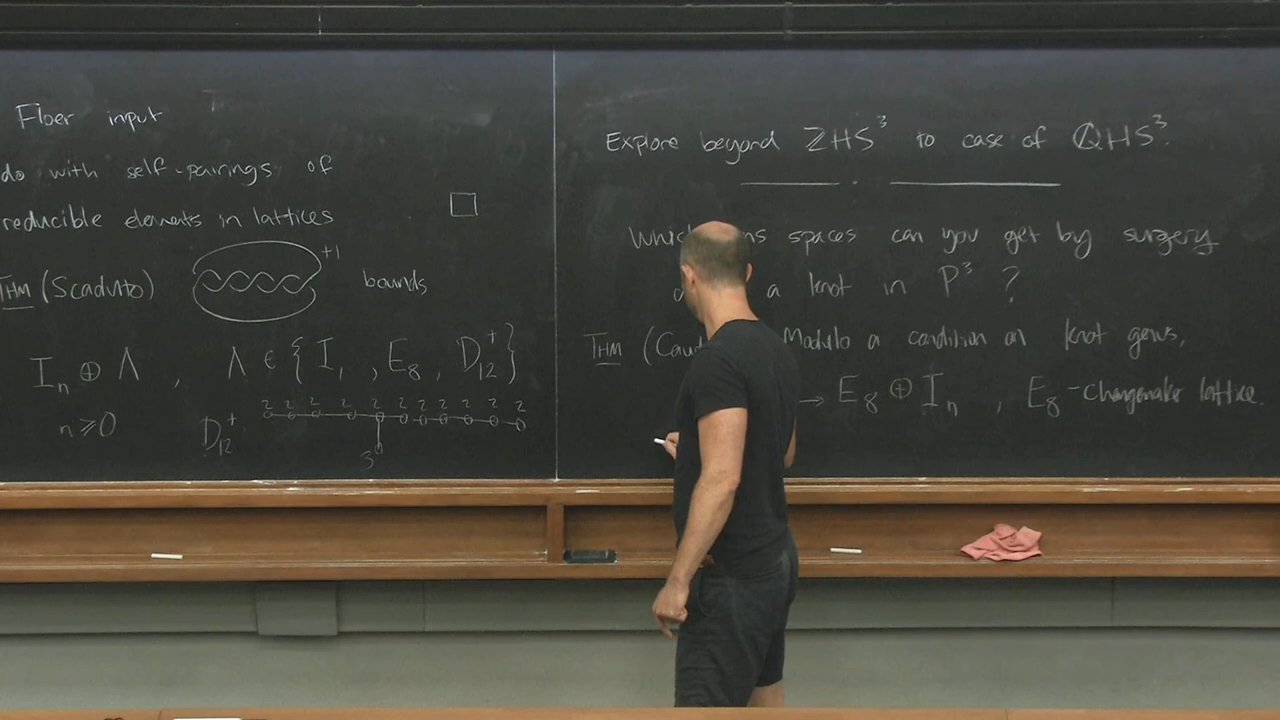 Floer input
do with self-pairings of
reducible elements in lattices
THM (Scaduto) +1 bounds
I_n ⊕ Λ , Λ ∈ { I_1 , E_8 , D_12^+ }
n ≥ 0
D_12^+ 2 2 2 2 2 2 2 2 2 2 2
3
Explore beyond ZHS^3 to case of QHS^3.
spaces can you get by surgery
a knot in P^3 ?
THM ( Modulo a condition on knot genus,
→ E_8 ⊕ I_n , E_8-changemaker lattice.